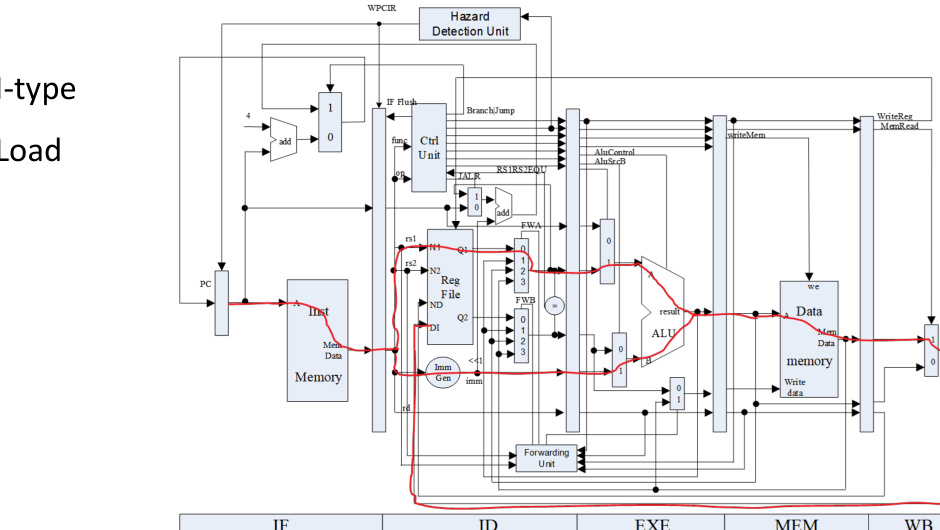 WPCIR
Hazard
Detection Unit
-type
Load
IF Flush
Branch|Jump
1
0
4
add
func
op
Ctrl
Unit
WriteReg
MemRead
writeMem
AluControl
AluSrcB
RS1RS2EQU
JALR
1
0
add
FWA
rs1
N1
Q1
rs2
N2
Reg
File
ND
DI
Q2
0
1
2
3
FWB
0
1
2
3
=
0
1
A
result
ALU
B
0
1
we
Data
A
Mem
Data
memory
Write
data
1
0
PC
A
Inst
Mem
Data
Memory
Imm
Gen
<<1
imm
0
1
rd
Forwarding
Unit
IF
ID
EXE
MEM
WB